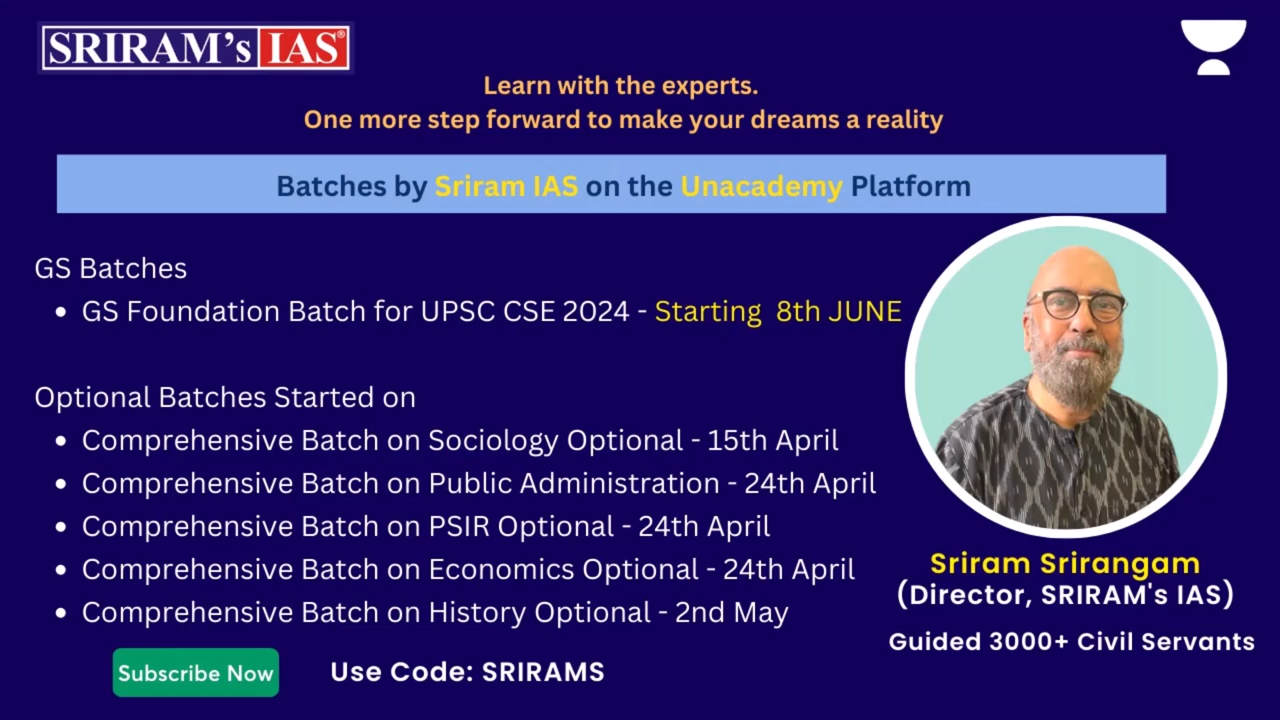 SRIRAM's IAS®
Learn with the experts.
One more step forward to make your dreams a reality
Batches by Sriram IAS on the Unacademy Platform
GS Batches
• GS Foundation Batch for UPSC CSE 2024 - Starting 8th JUNE
Optional Batches Started on
• Comprehensive Batch on Sociology Optional - 15th April
• Comprehensive Batch on Public Administration - 24th April
• Comprehensive Batch on PSIR Optional - 24th April
• Comprehensive Batch on Economics Optional - 24th April
• Comprehensive Batch on History Optional - 2nd May
Subscribe Now
Use Code: SRIRAMS
Sriram Srirangam
(Director, SRIRAM's IAS)
Guided 3000+ Civil Servants